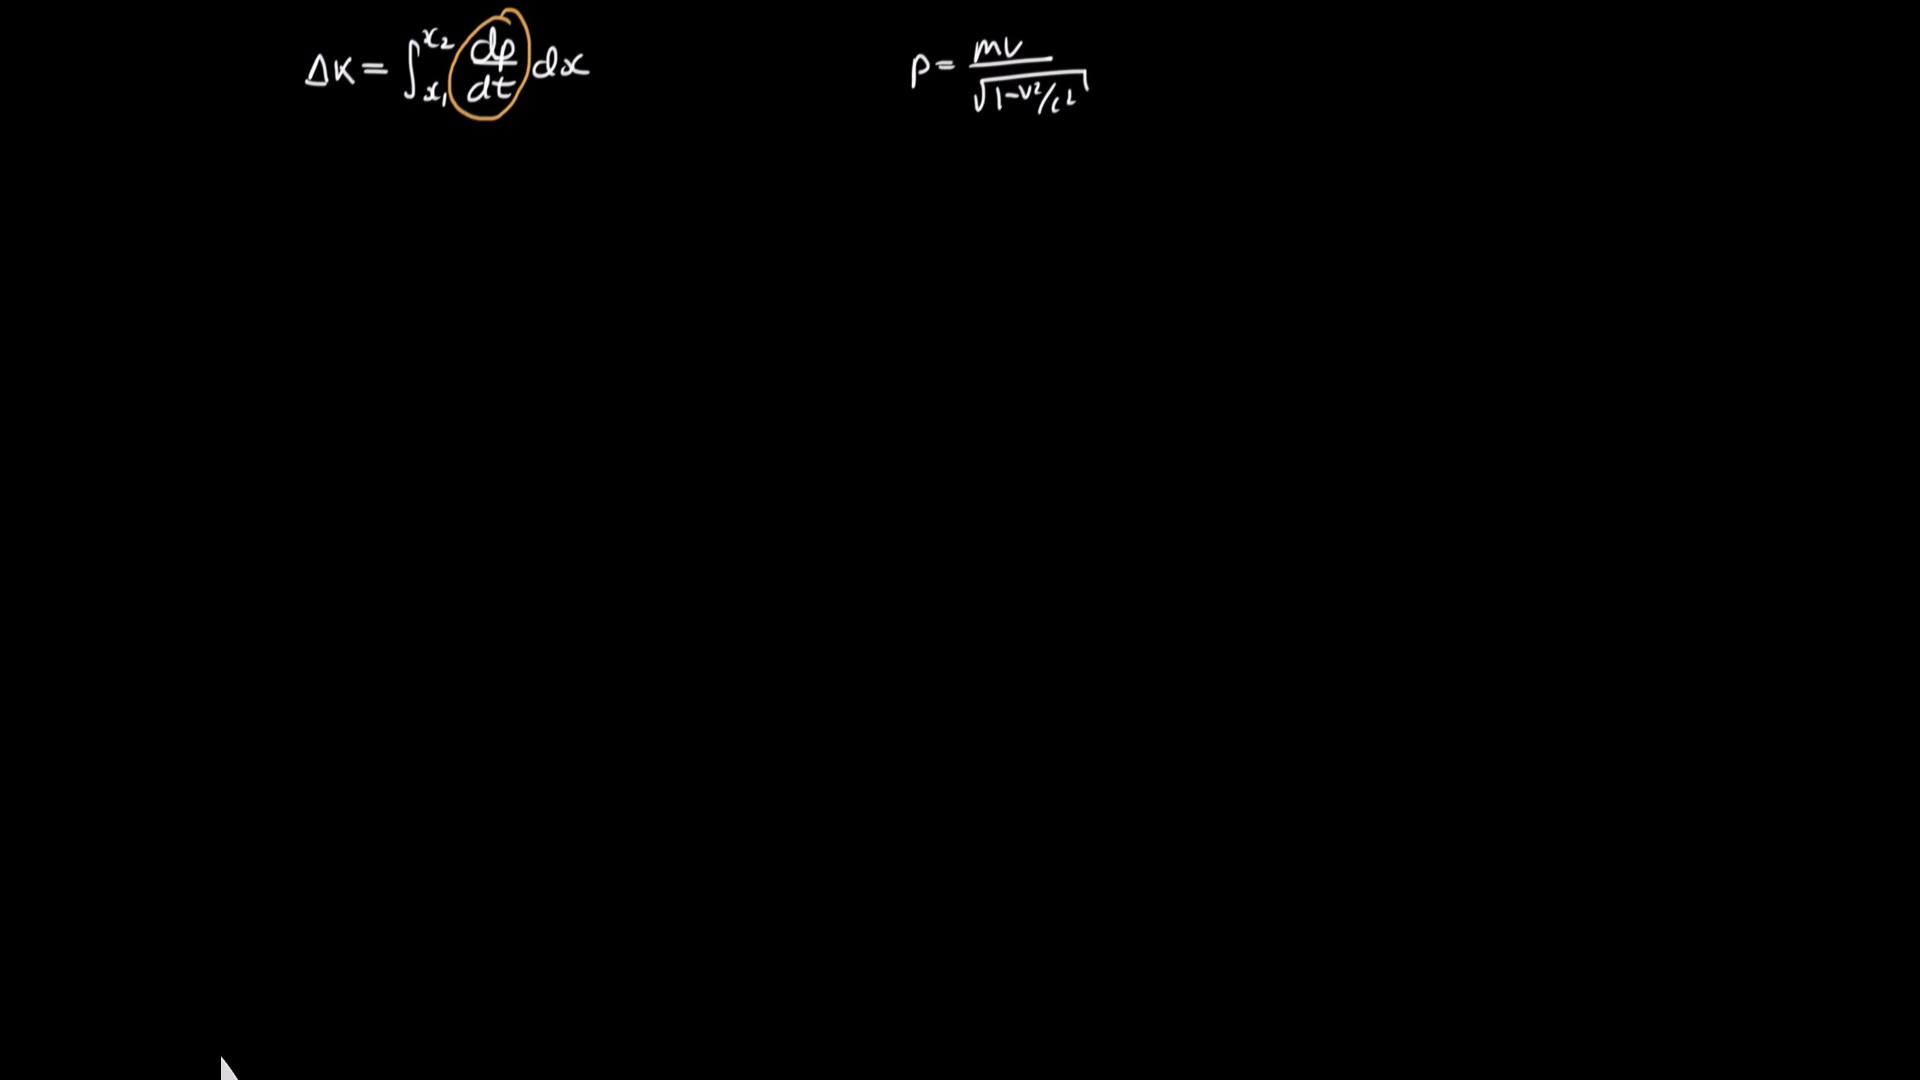 ΔK = ∫_{x₁}^{x₂} dp/dt dx
p = mv/√(1-v²/c²)